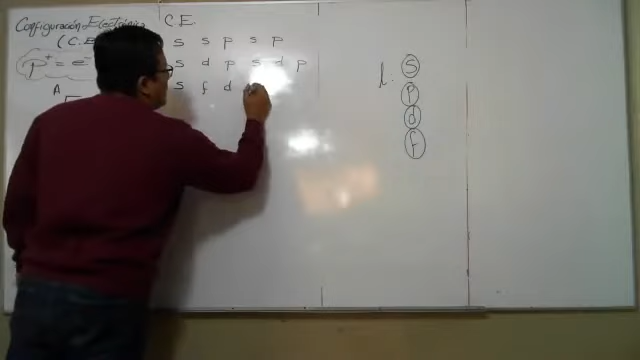 Configuración Electrónica
(C.E.
p⁺ = e⁻
A
C.E.
s s p s p
s d p s d p
s f d
l.
s
p
d
f